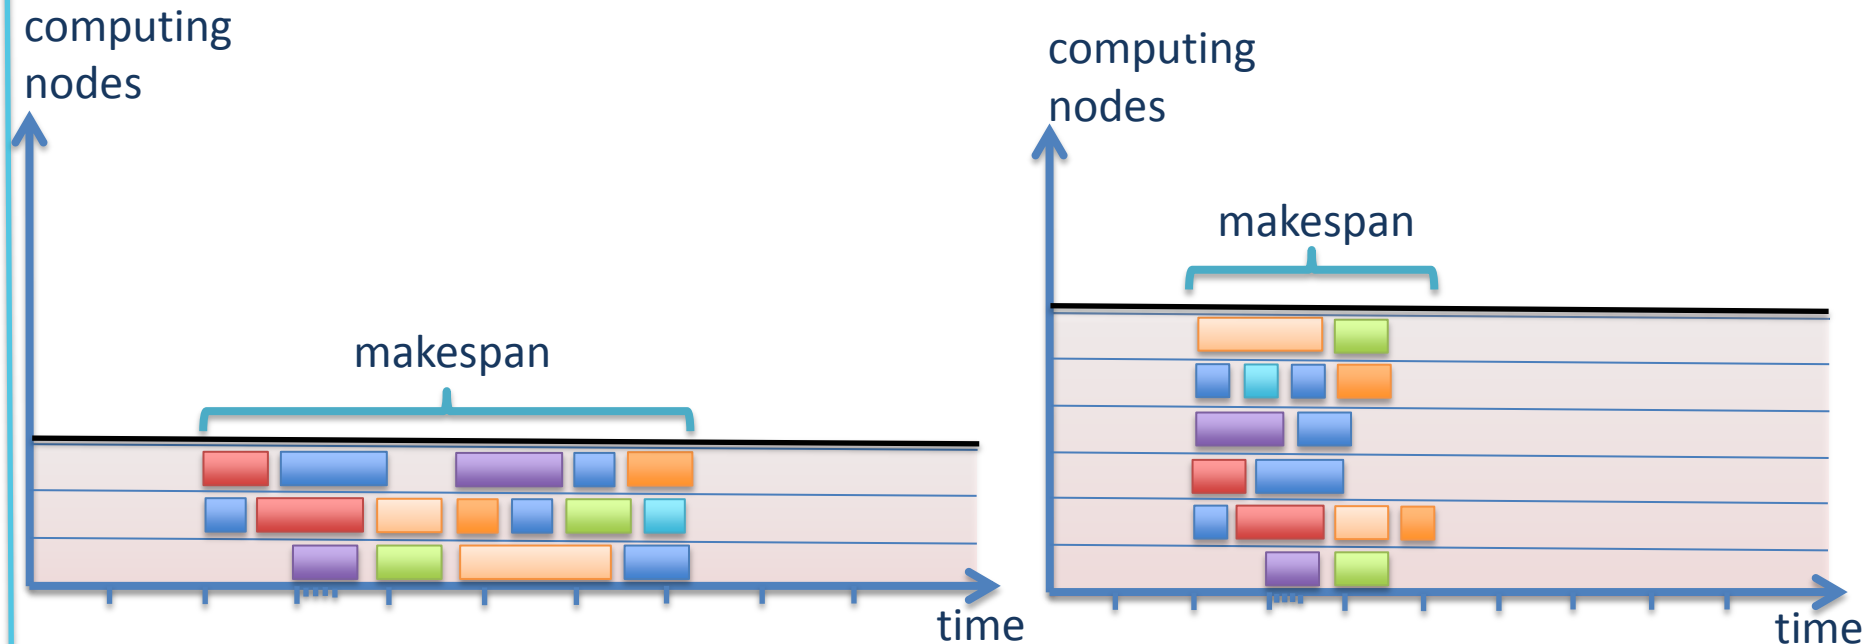 computing
nodes
makespan
time
computing
nodes
makespan
time